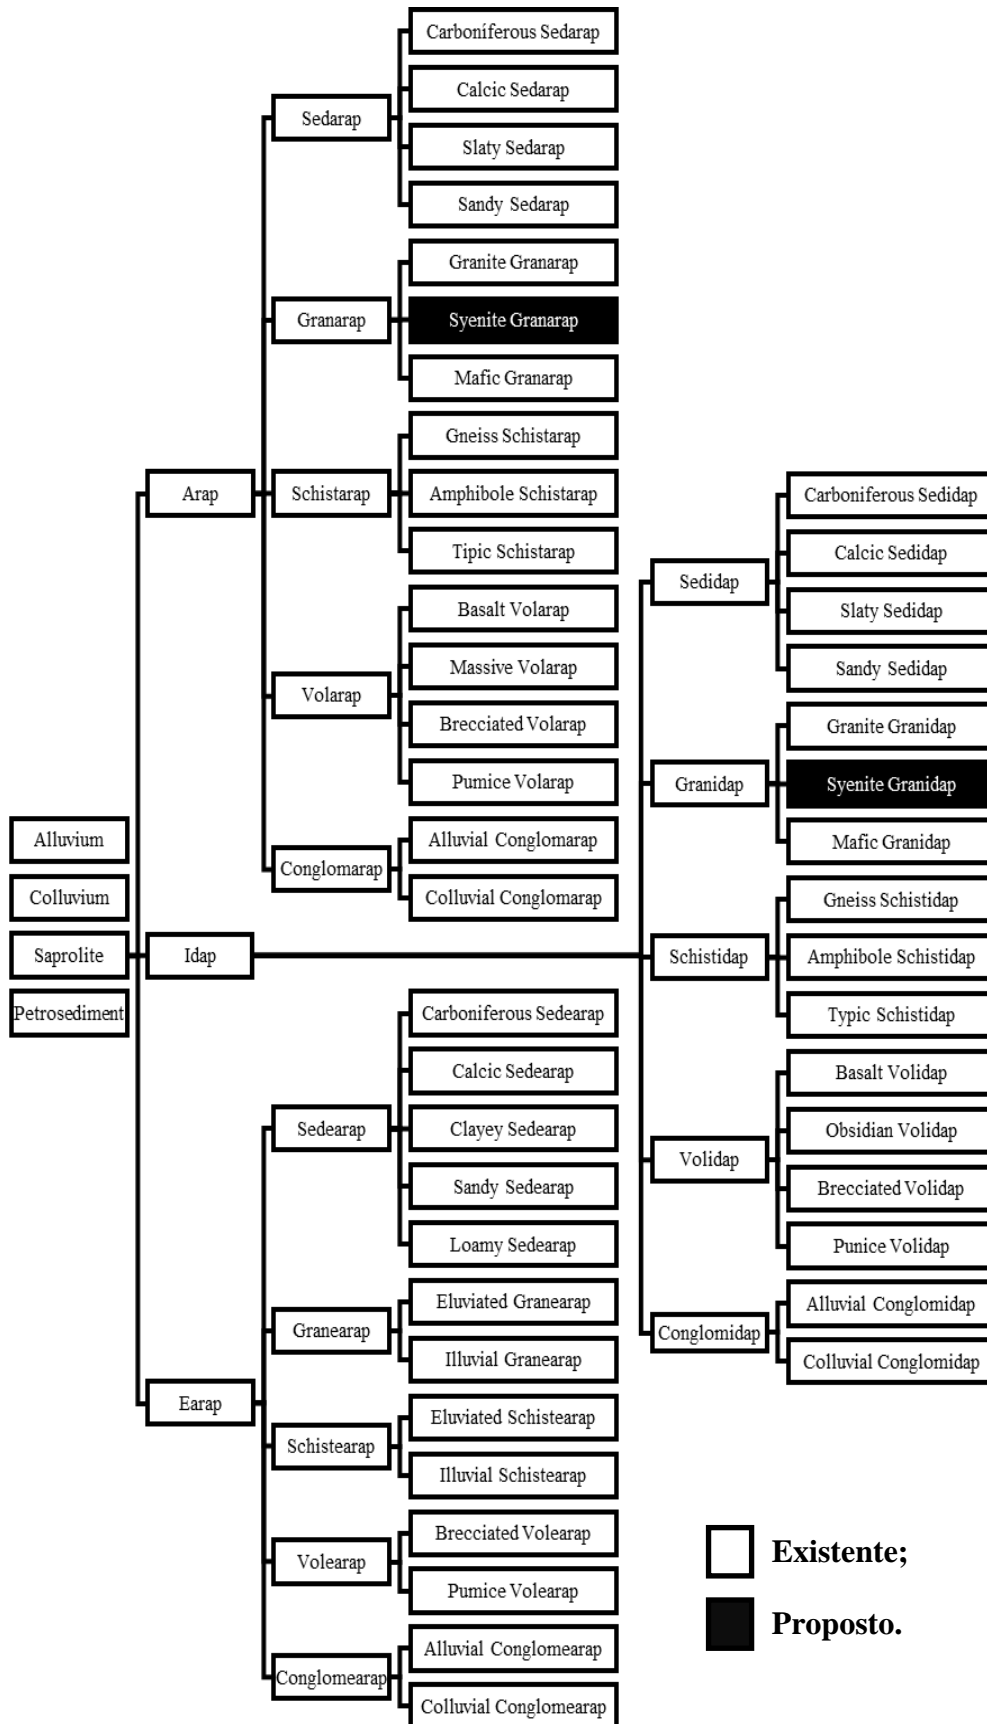 Alluvium
Colluvium
Saprolite
Petrosediment
Arap
Idap
Earap
Sedarap
Carboníferous Sedarap
Calcic Sedarap
Slaty Sedarap
Sandy Sedarap
Granarap
Granite Granarap
Syenite Granarap
Mafic Granarap
Schistarap
Gneiss Schistarap
Amphibole Schistarap
Tipic Schistarap
Volarap
Basalt Volarap
Massive Volarap
Brecciated Volarap
Pumice Volarap
Conglomarap
Alluvial Conglomarap
Colluvial Conglomarap
Sedidap
Carboniferous Sedidap
Calcic Sedidap
Slaty Sedidap
Sandy Sedidap
Granidap
Granite Granidap
Syenite Granidap
Mafic Granidap
Schistidap
Gneiss Schistidap
Amphibole Schistidap
Typic Schistidap
Volidap
Basalt Volidap
Obsidian Volidap
Brecciated Volidap
Punice Volidap
Conglomidap
Alluvial Conglomidap
Colluvial Conglomidap
Sedearap
Carboniferous Sedearap
Calcic Sedearap
Clayey Sedearap
Sandy Sedearap
Loamy Sedearap
Granearap
Eluviated Granearap
Illuvial Granearap
Schistearap
Eluviated Schistearap
Illuvial Schistearap
Volearap
Brecciated Volearap
Pumice Volearap
Conglomearap
Alluvial Conglomearap
Colluvial Conglomearap
Existente;
Proposto.